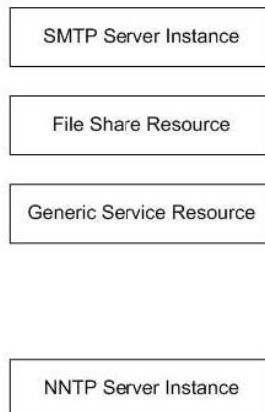 SMTP Server Instance
File Share Resource
Generic Service Resource
NNTP Server Instance